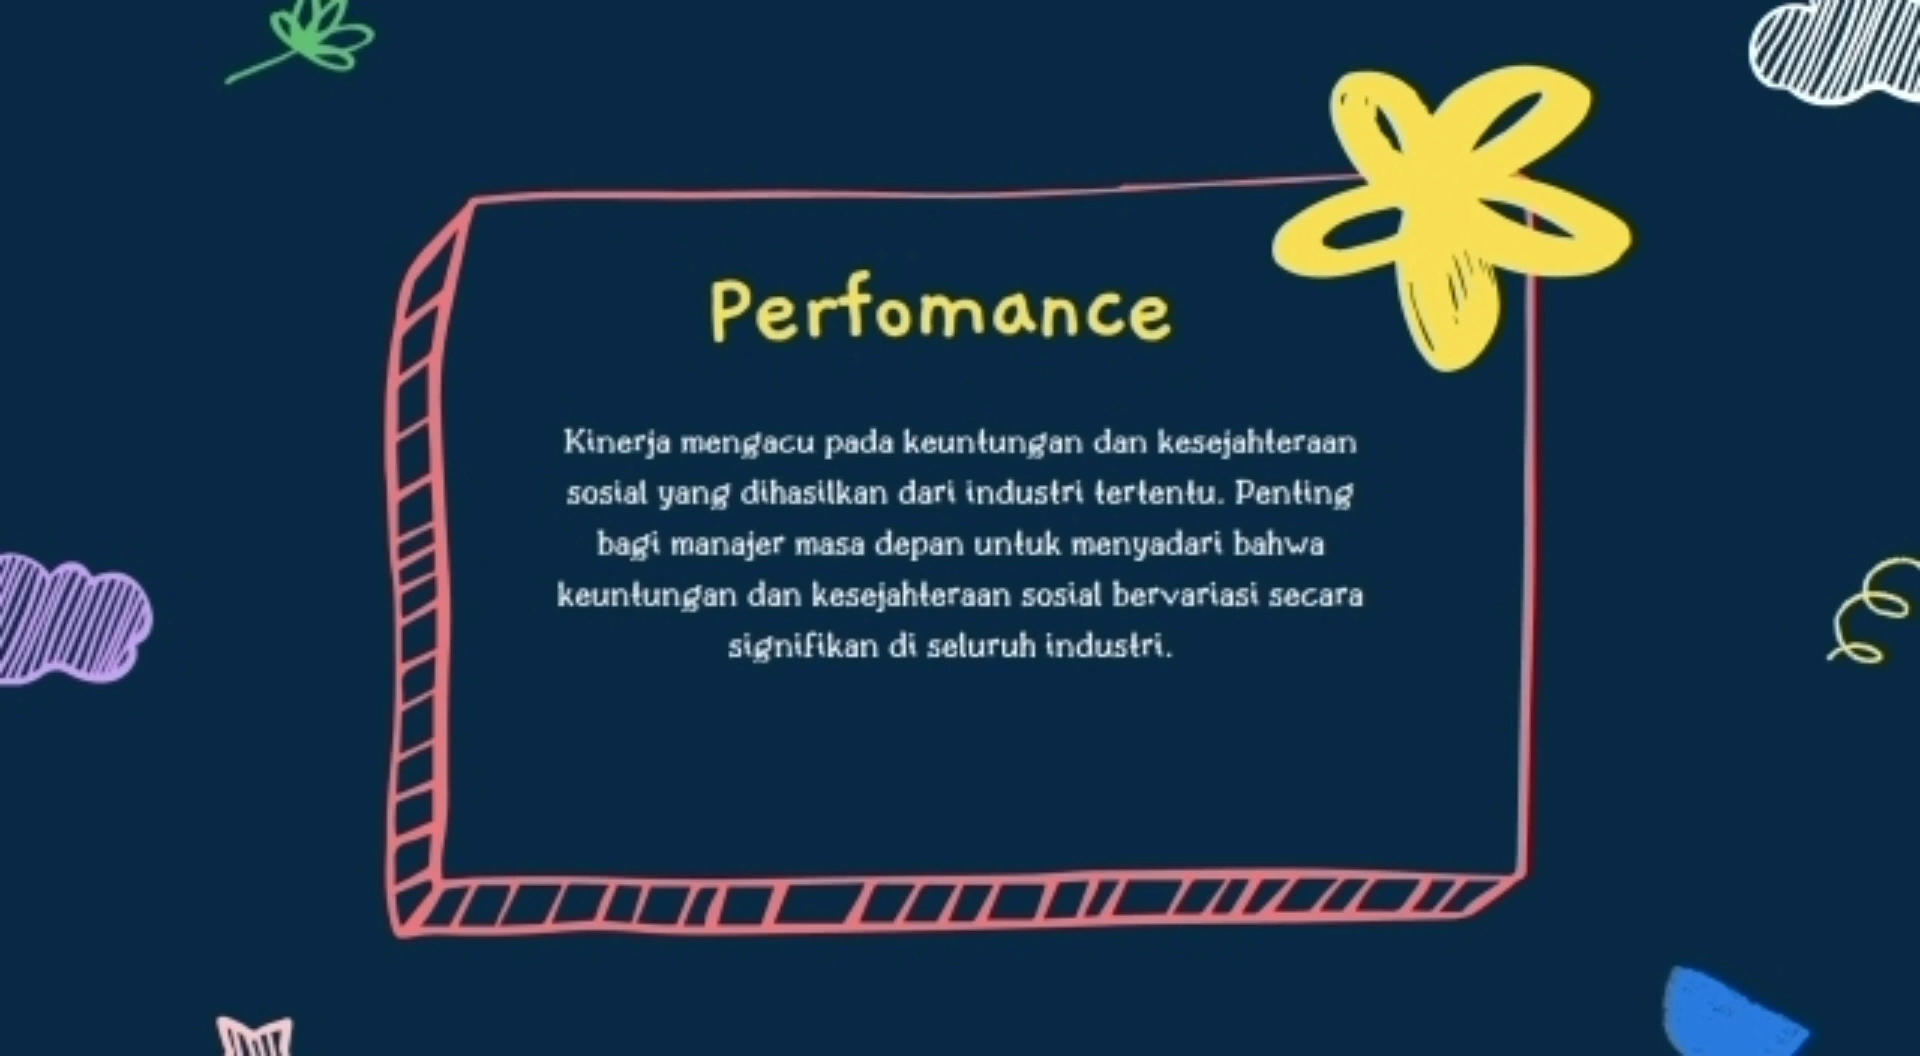 Perfomance
Kinerja mengacu pada keuntungan dan kesejahteraan
sosial yang dihasilkan dari industri tertentu. Penting
bagi manajer masa depan untuk menyadari bahwa
keuntungan dan kesejahteraan sosial bervariasi secara
signifikan di seluruh industri.